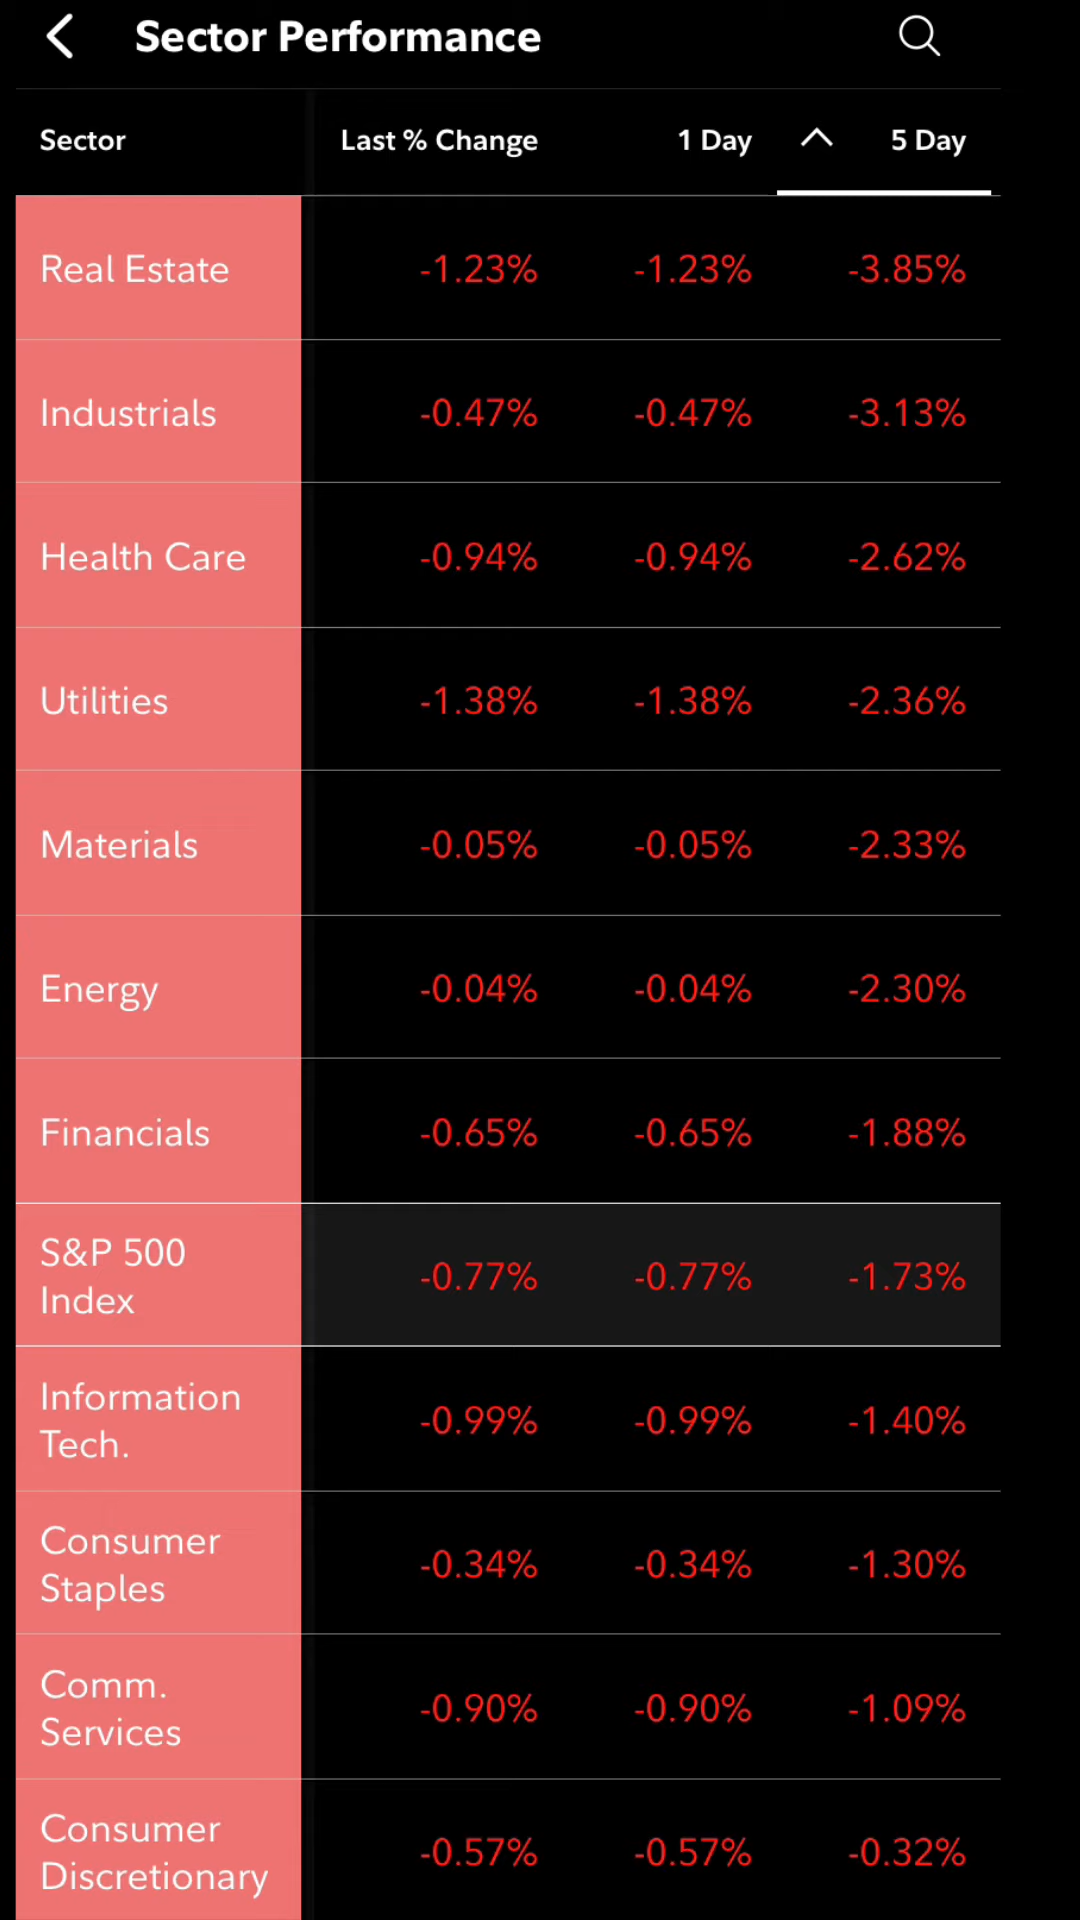 Sector Performance
Sector Last % Change 1 Day 5 Day
Real Estate -1.23% -1.23% -3.85%
Industrials -0.47% -0.47% -3.13%
Health Care -0.94% -0.94% -2.62%
Utilities -1.38% -1.38% -2.36%
Materials -0.05% -0.05% -2.33%
Energy -0.04% -0.04% -2.30%
Financials -0.65% -0.65% -1.88%
S&P 500
Index -0.77% -0.77% -1.73%
Information
Tech. -0.99% -0.99% -1.40%
Consumer
Staples -0.34% -0.34% -1.30%
Comm.
Services -0.90% -0.90% -1.09%
Consumer
Discretionary -0.57% -0.57% -0.32%